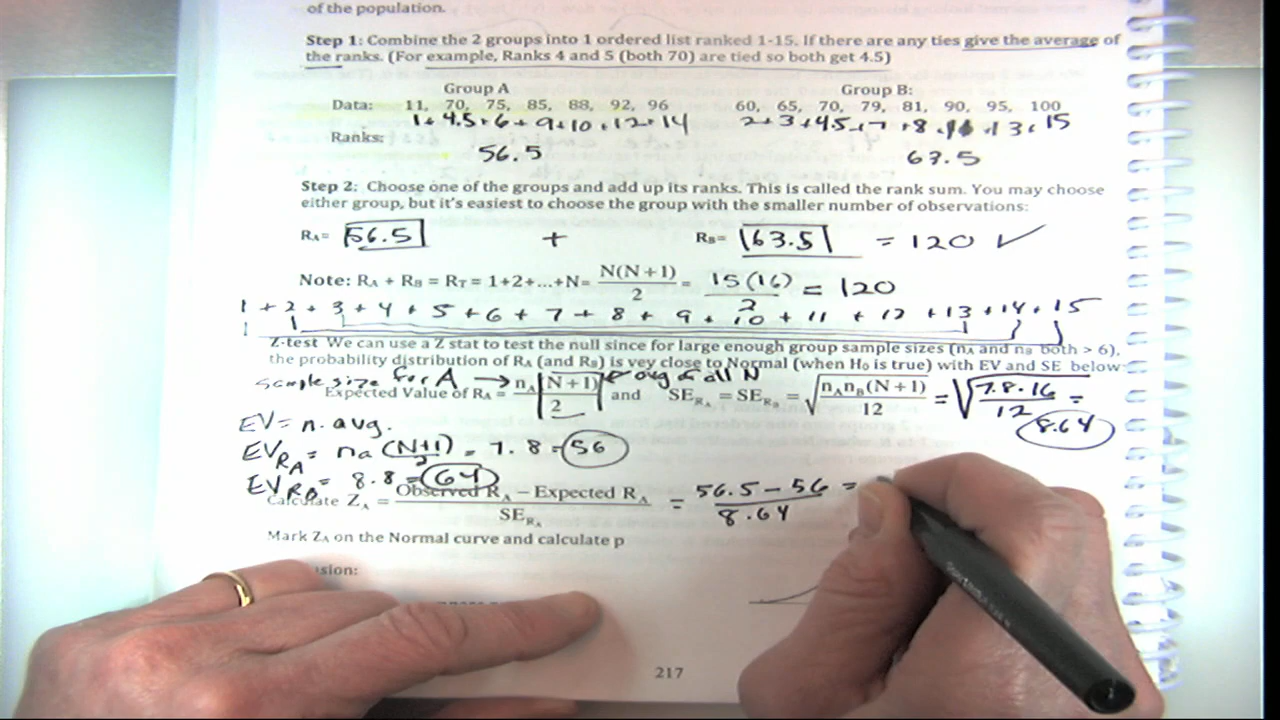 of the population.
Step 1: Combine the 2 groups into 1 ordered list ranked 1-15. If there are any ties give the average of
the ranks. (For example, Ranks 4 and 5 (both 70) are tied so both get 4.5)
Group A Group B:
Data: 11, 70, 75, 85, 88, 92, 96 60, 65, 70, 79, 81, 90, 95, 100
1+4.5+6+9+10+12+14 2+3+4.5+7+8 13+15
Ranks:
56.5 63.5
Step 2: Choose one of the groups and add up its ranks. This is called the rank sum. You may choose
either group, but it's easiest to choose the group with the smaller number of observations:
RA= 56.5 + RB= 63.5 = 120 ✓
Note: RA + RB = RT = 1+2+...+N= N(N+1)/2 = 15(16)/2 = 120
1 + 2 + 3 + 4 + 5 + 6 + 7 + 8 + 9 + 10 + 11 + 12 + 13 + 14 + 15
Z-test We can use a Z stat to test the null since for large enough group sample sizes (nA and nB both > 6),
the probability distribution of RA (and RB) is vey close to Normal (when H0 is true) with EV and SE below:
sample size for A → avg of all N
Expected Value of RA = nA (N+1)/2 and SERA = SERB = √(nAnB(N+1)/12) = √(7.8.16/12) = 8.64
EV = n. avg.
EVRA = na (N+1)/2 = 7.8 = 56
EVRB = 8.8 = 64
Calculate ZA = Observed RA − Expected RA / SERA = 56.5 − 56 / 8.64 =
Mark ZA on the Normal curve and calculate p
sion:
217